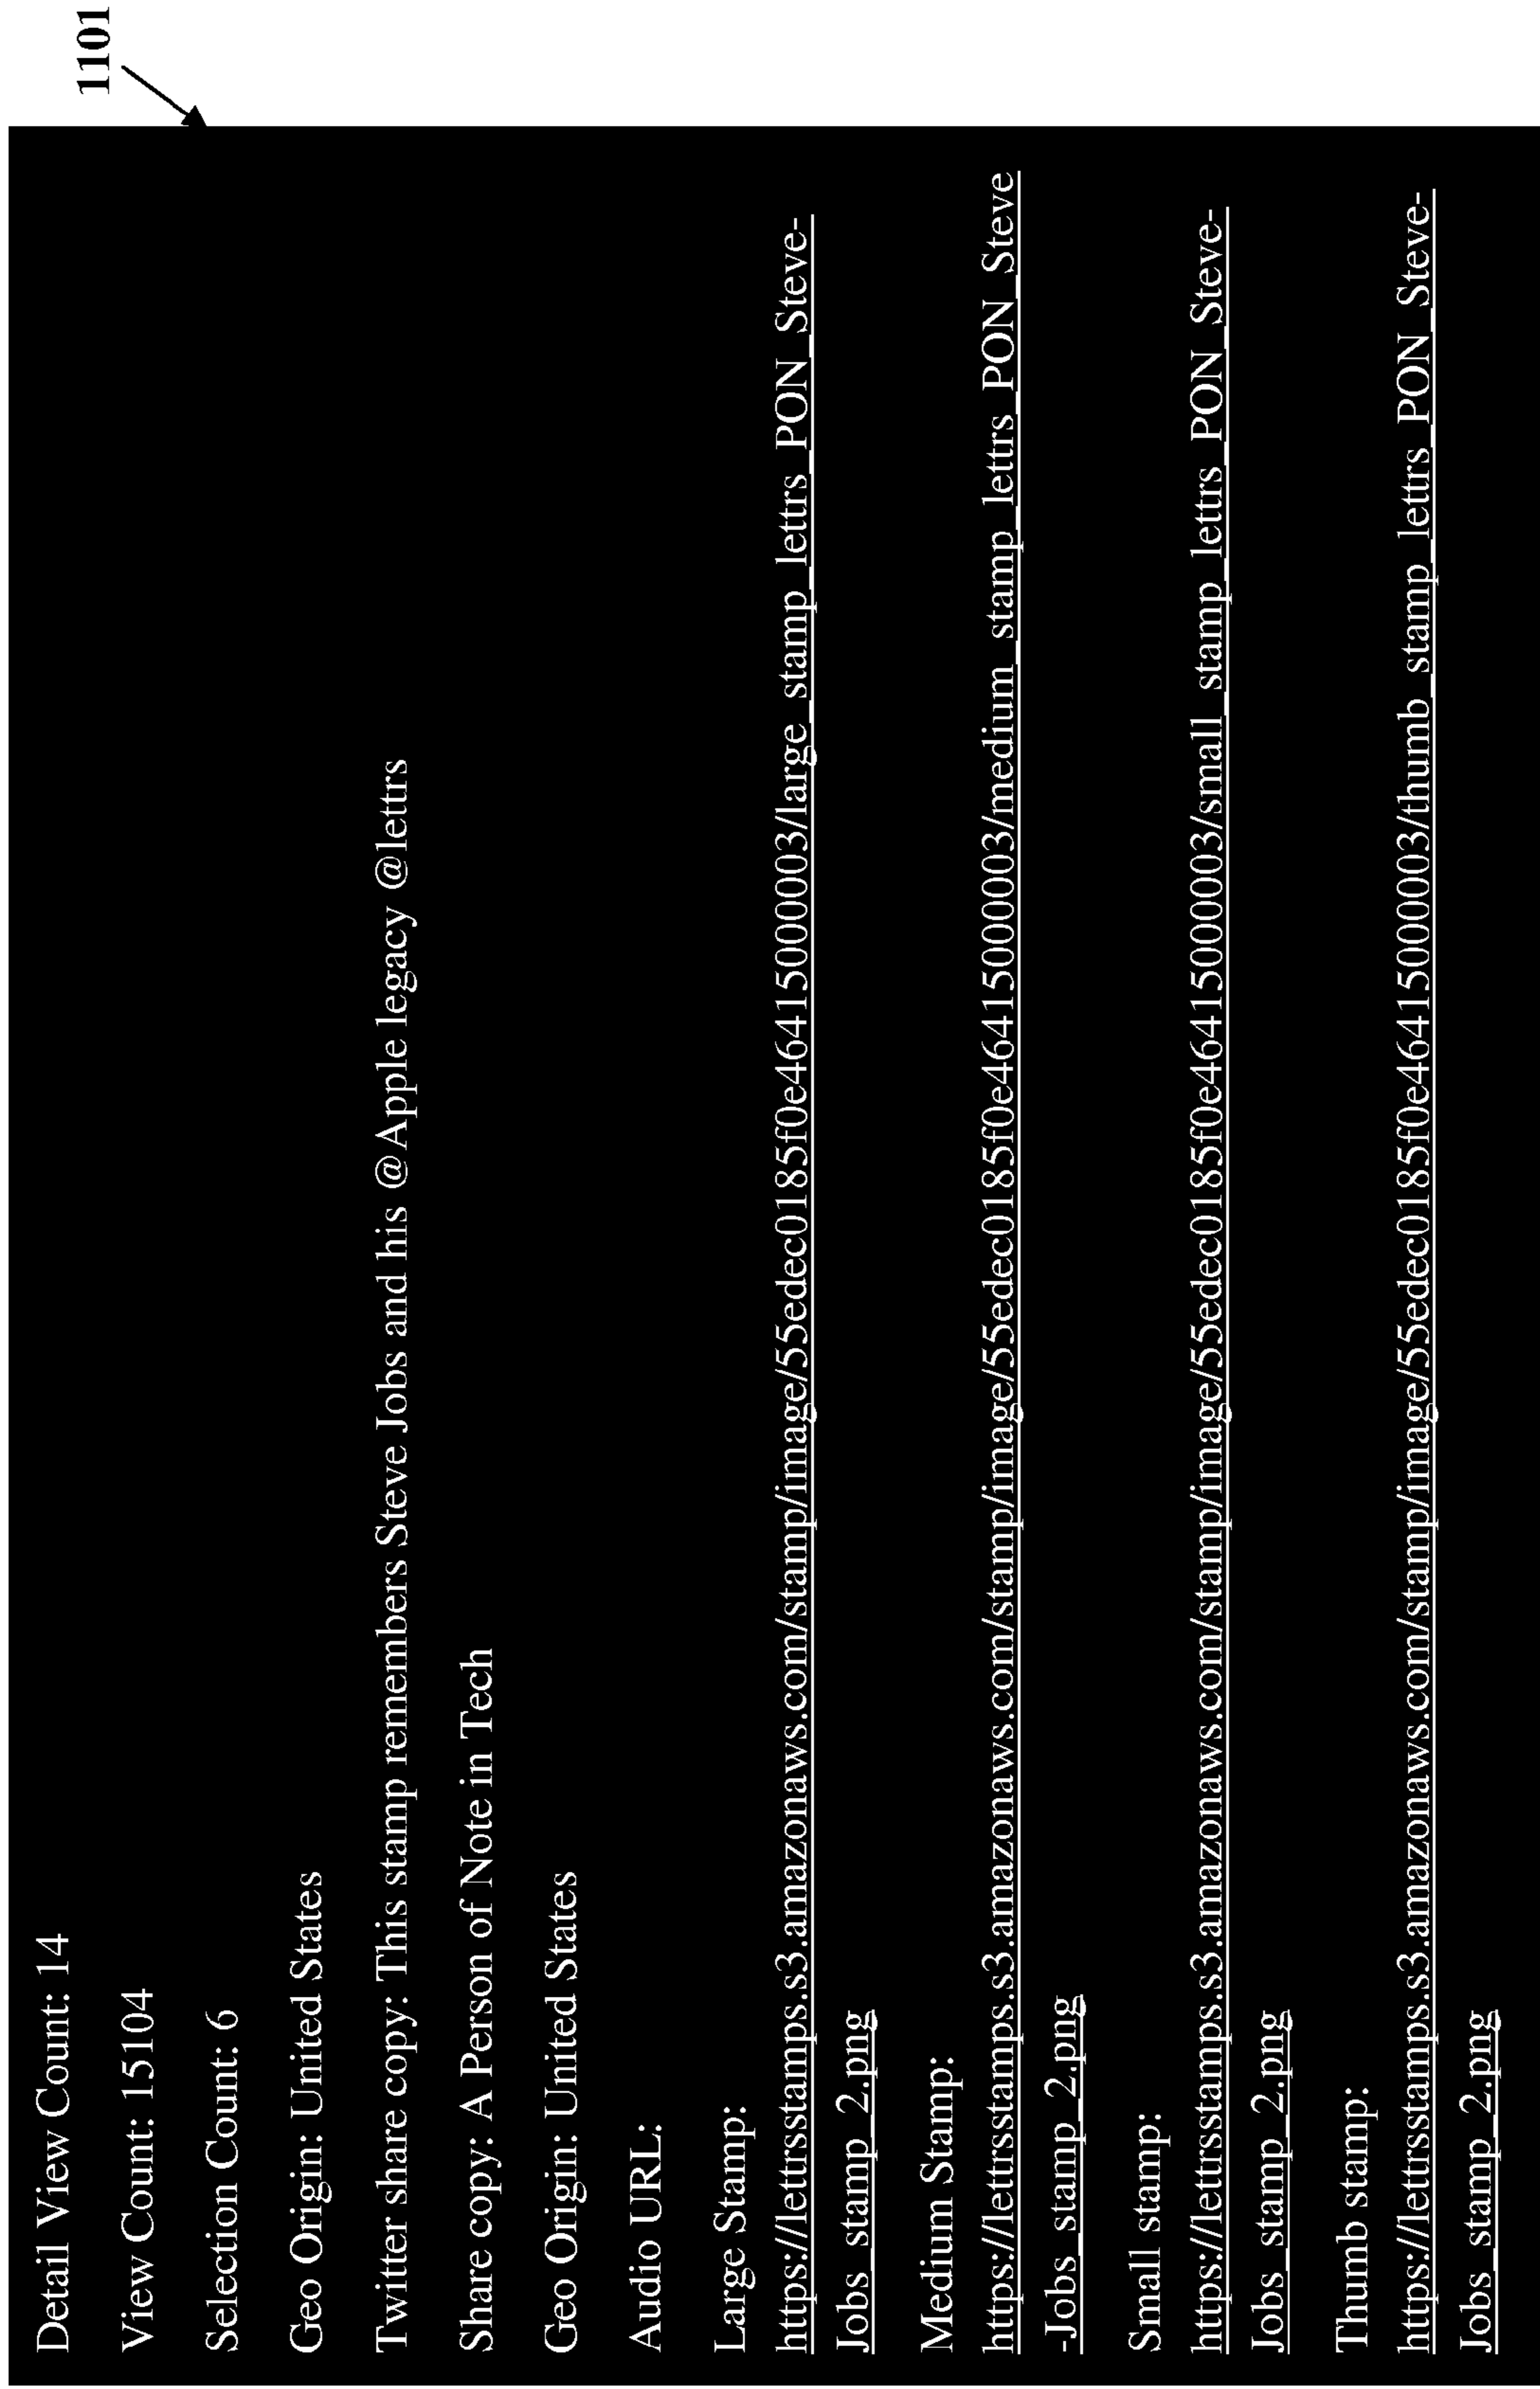 1101
Detail View Count: 14
View Count: 15104
Selection Count: 6
Geo Origin: United States
Twitter share copy: This stamp remembers Steve Jobs and his @Apple legacy @lettrs
Share copy: A Person of Note in Tech
Geo Origin: United States
Audio URL:
Large Stamp:
https://lettrsstamps.s3.amazonaws.com/stamp/image/55edec0185f0e46415000003/large_stamp_lettrs_PON_Steve-
Jobs_stamp_2.png
Medium Stamp:
https://lettrsstamps.s3.amazonaws.com/stamp/image/55edec0185f0e46415000003/medium_stamp_lettrs_PON_Steve
-Jobs_stamp_2.png
Small stamp:
https://lettrsstamps.s3.amazonaws.com/stamp/image/55edec0185f0e46415000003/small_stamp_lettrs_PON_Steve-
Jobs_stamp_2.png
Thumb stamp:
https://lettrsstamps.s3.amazonaws.com/stamp/image/55edec0185f0e46415000003/thumb_stamp_lettrs_PON_Steve-
Jobs_stamp_2.png